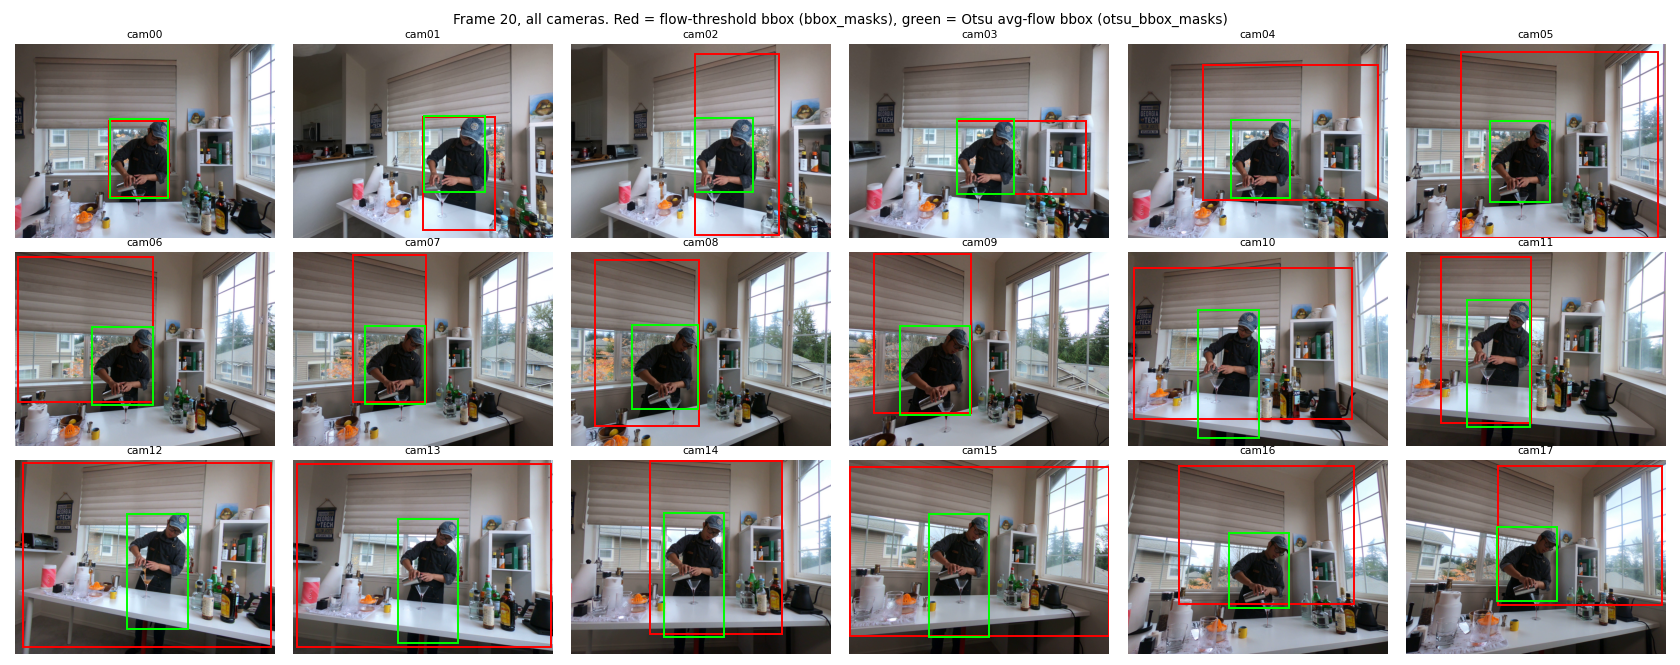 Frame 20, all cameras. Red = flow-threshold bbox (bbox_masks), green = Otsu avg-flow bbox (otsu_bbox_masks)
cam00 cam01 cam02 cam03 cam04 cam05
cam06 cam07 cam08 cam09 cam10 cam11
cam12 cam13 cam14 cam15 cam16 cam17